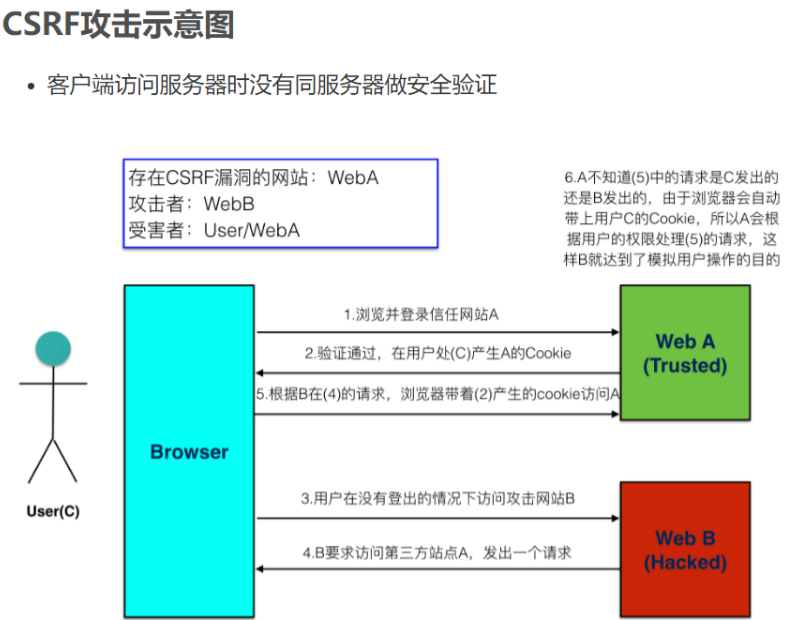 CSRF攻击示意图
客户端访问服务器时没有同服务器做安全验证
存在CSRF漏洞的网站：WebA
攻击者：WebB
受害者：User/WebA
6.A不知道(5)中的请求是C发出的
还是B发出的，由于浏览器会自动
带上用户C的Cookie，所以A会根
据用户的权限处理(5)的请求，这
样B就达到了模拟用户操作的目的
1.浏览并登录信任网站A
2.验证通过，在用户处(C)产生A的Cookie
5.根据B在(4)的请求，浏览器带着(2)产生的cookie访问A
Web A
(Trusted)
Browser
User(C)
3.用户在没有登出的情况下访问攻击网站B
4.B要求访问第三方站点A，发出一个请求
Web B
(Hacked)